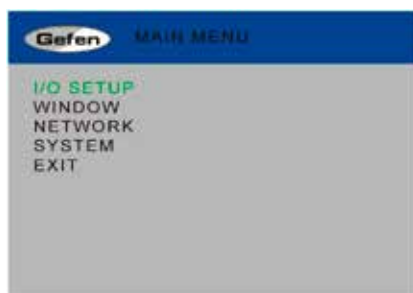 Gefen MAIN MENU
I/O SETUP
WINDOW
NETWORK
SYSTEM
EXIT